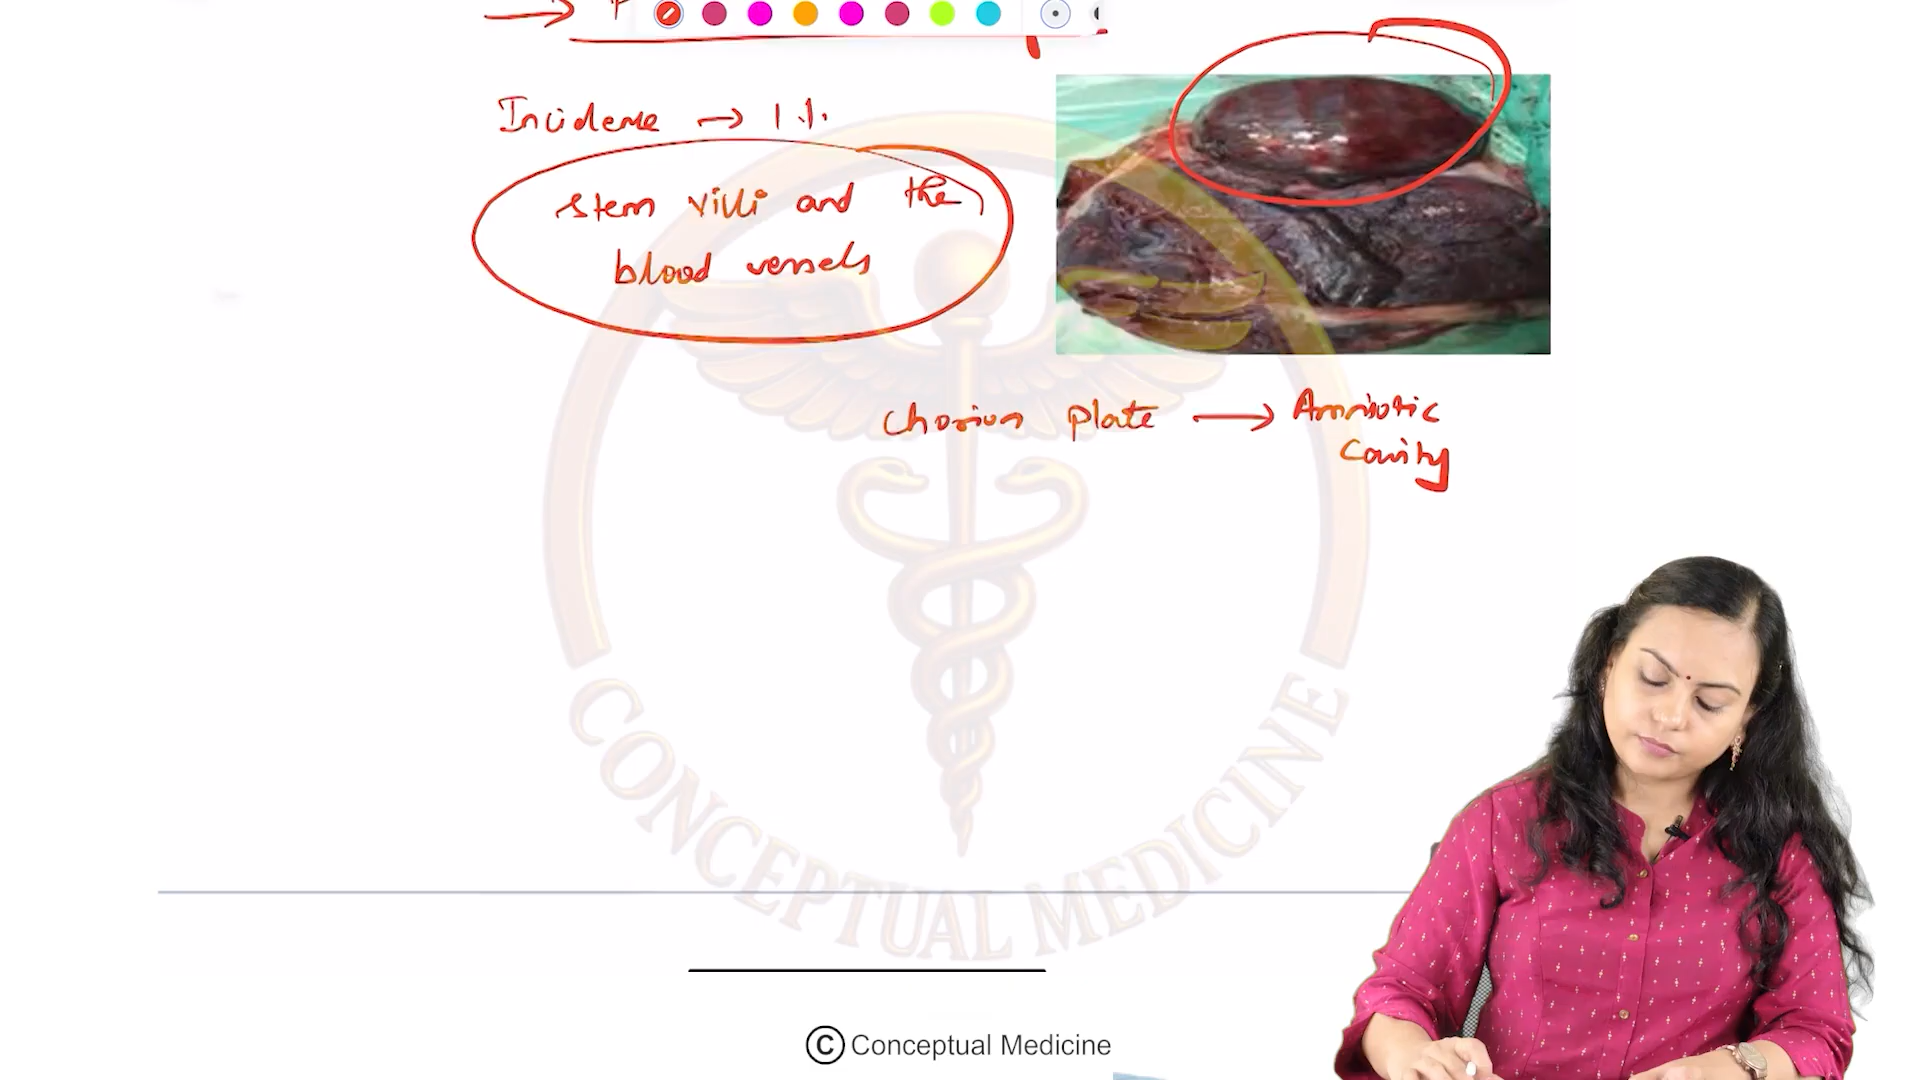 Incidence → 1 %.
stem villi and the
blood vessels
Chorion plate → Amniotic
Cavity
CONCEPTUAL MEDICINE
© Conceptual Medicine